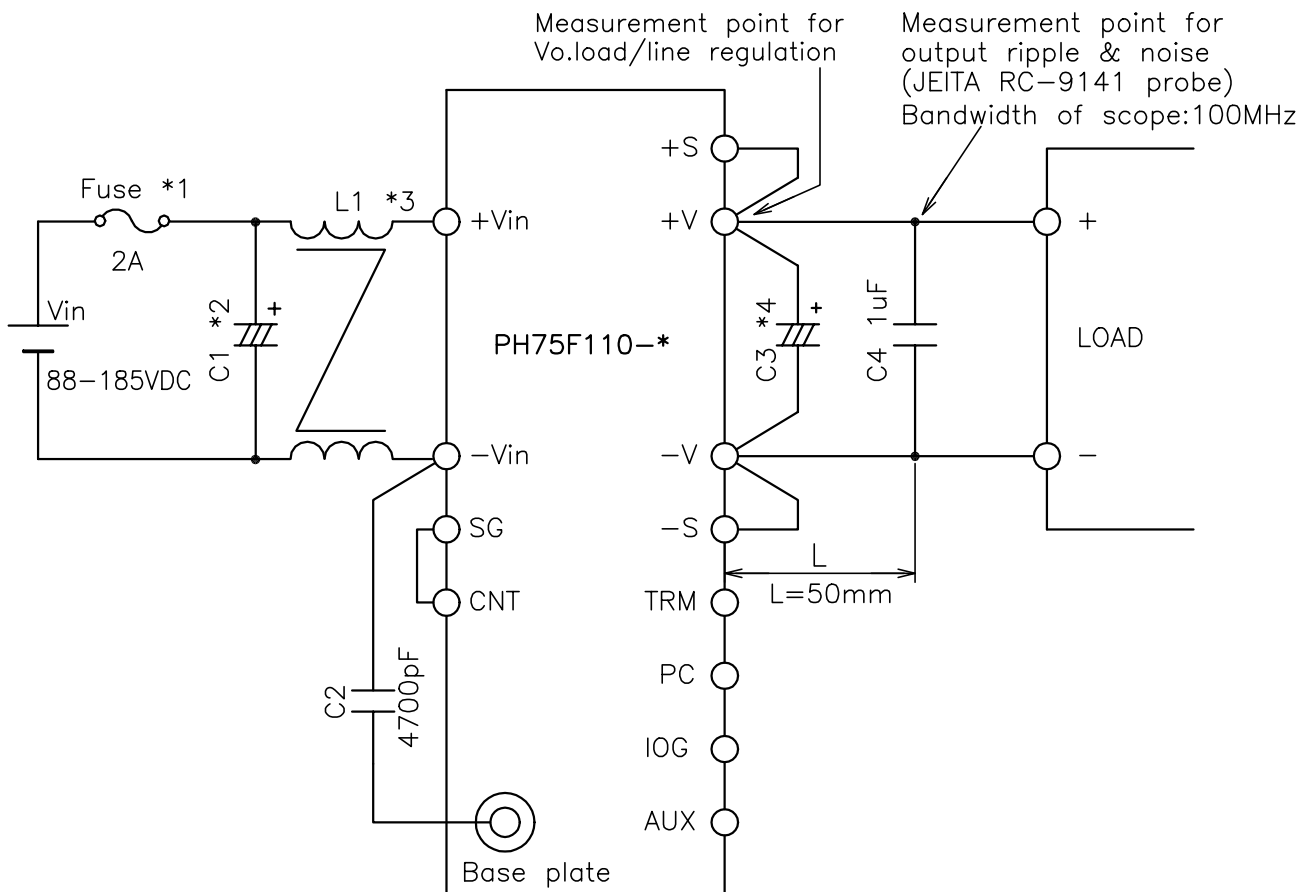 Measurement point for
Vo.load/line regulation
Measurement point for
output ripple & noise
(JEITA RC-9141 probe)
Bandwidth of scope:100MHz
Fuse *1
2A
L1 *3
Vin
88-185VDC
C1 *2
+
+Vin
-Vin
SG
CNT
PH75F110-*
+S
+V
-V
-S
TRM
PC
IOG
AUX
C3 *4
+
C4 1uF
+
LOAD
-
L
L=50mm
C2 4700pF
Base plate